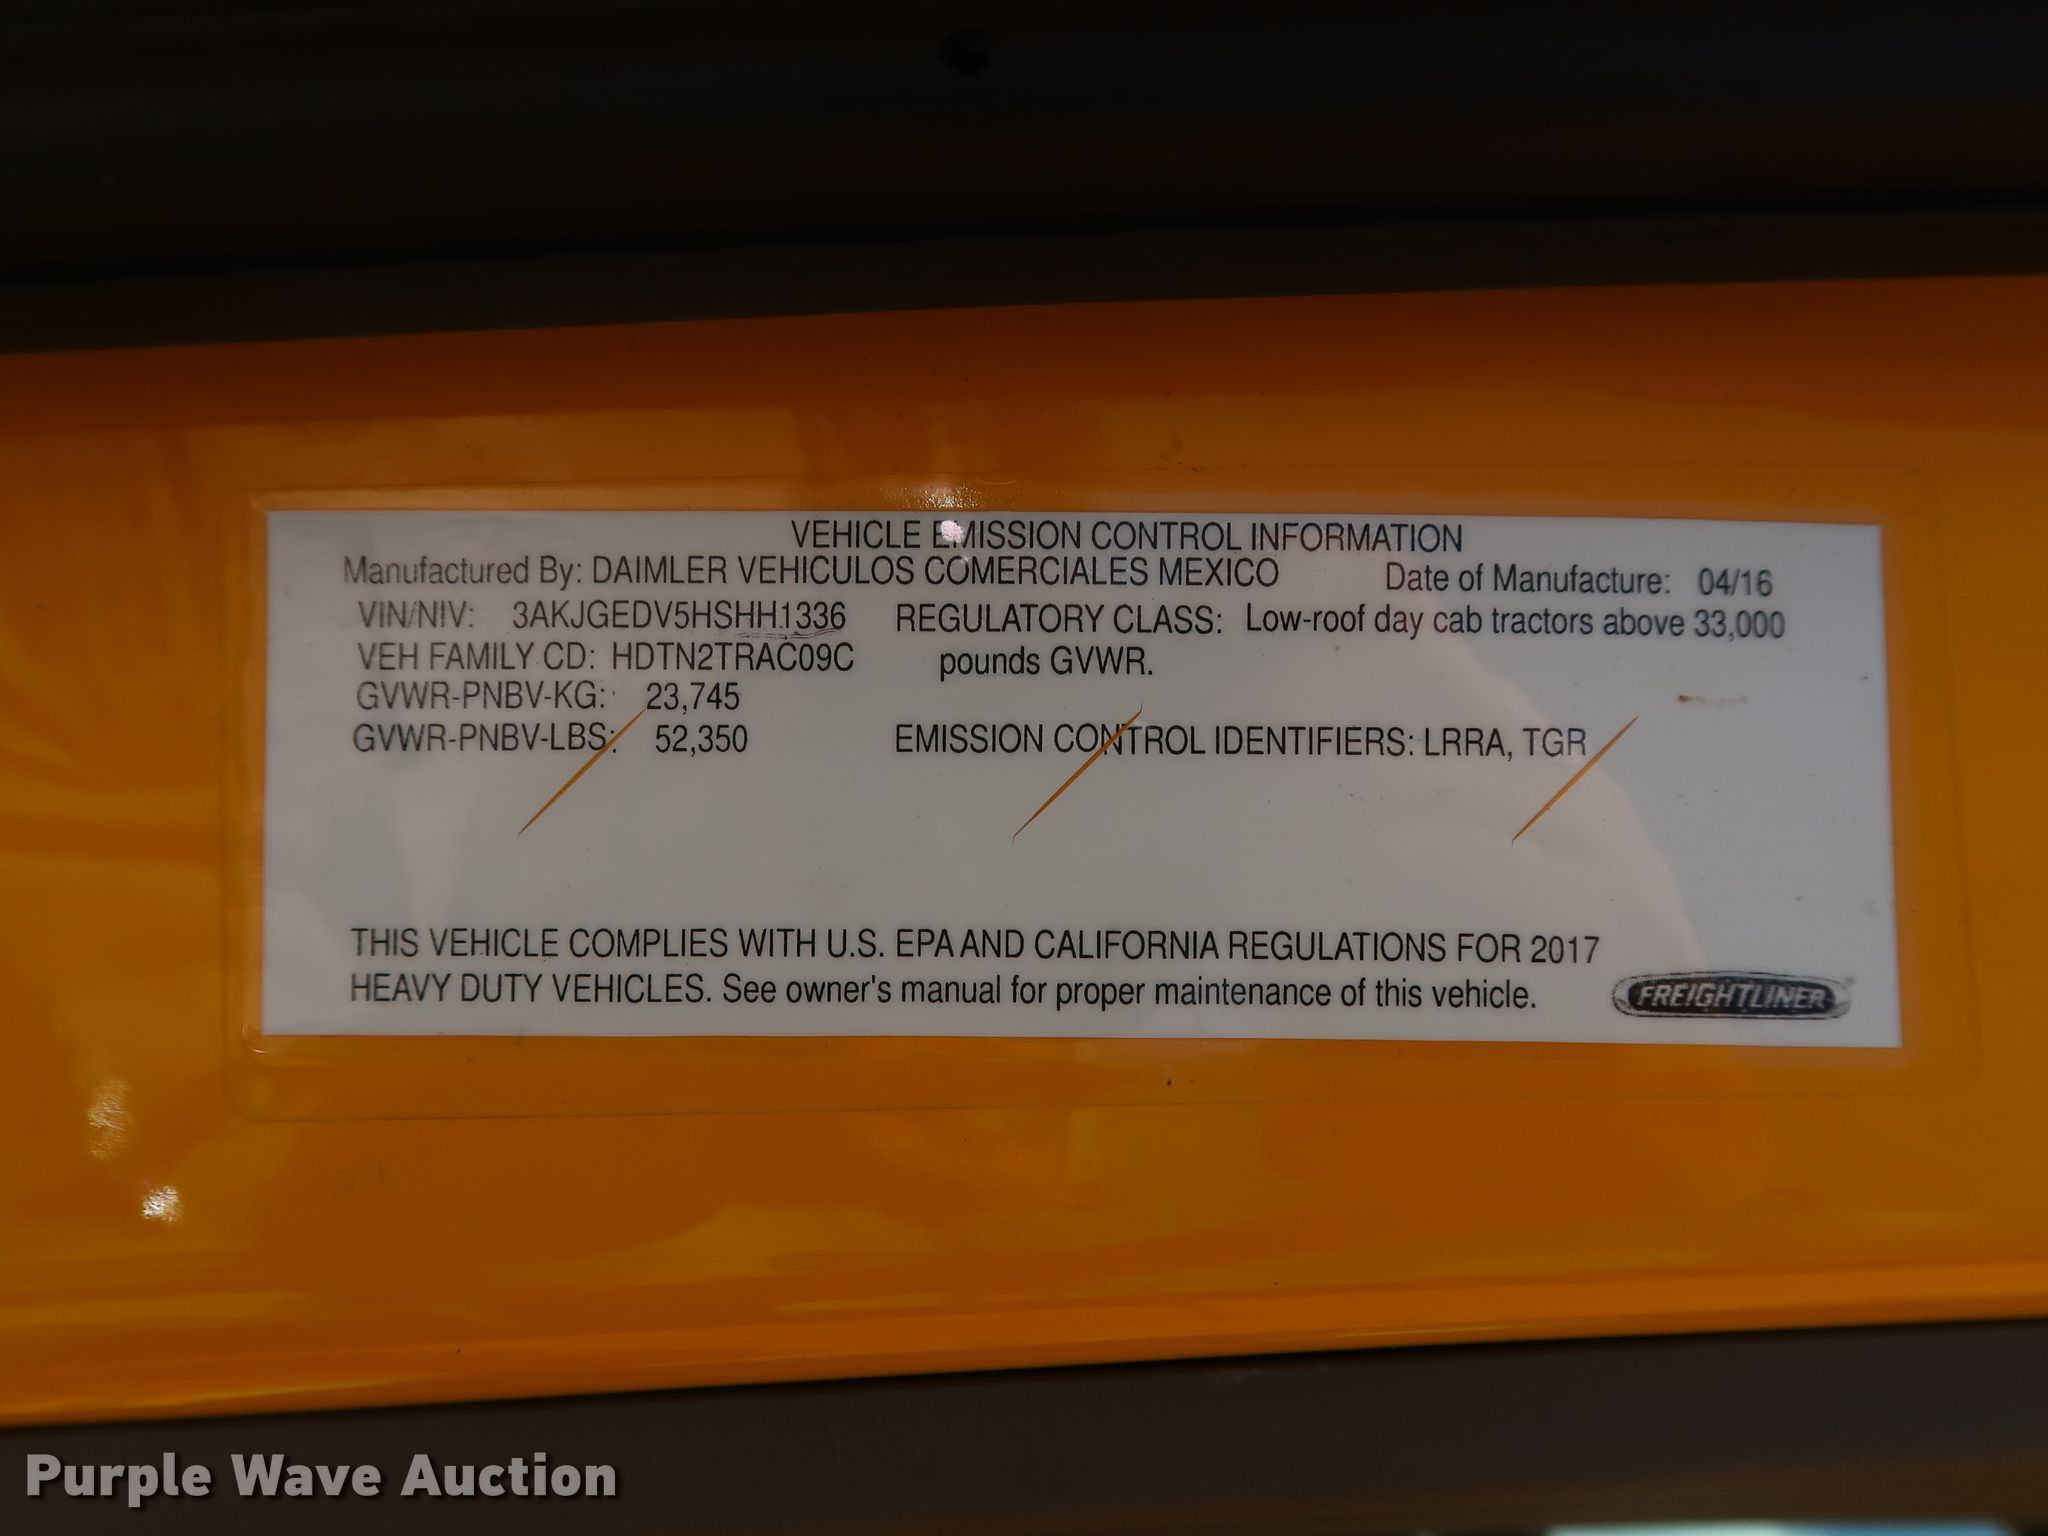 VEHICLE EMISSION CONTROL INFORMATION
Manufactured By: DAIMLER VEHICULOS COMERCIALES MEXICO Date of Manufacture: 04/16
VIN/NIV: 3AKJGEDV5HSHH1336 REGULATORY CLASS: Low-roof day cab tractors above 33,000
VEH FAMILY CD: HDTN2TRAC09C pounds GVWR.
GVWR-PNBV-KG: 23,745
GVWR-PNBV-LBS: 52,350 EMISSION CONTROL IDENTIFIERS: LRRA, TGR
THIS VEHICLE COMPLIES WITH U.S. EPA AND CALIFORNIA REGULATIONS FOR 2017
HEAVY DUTY VEHICLES. See owner's manual for proper maintenance of this vehicle.
FREIGHTLINER
Purple Wave Auction